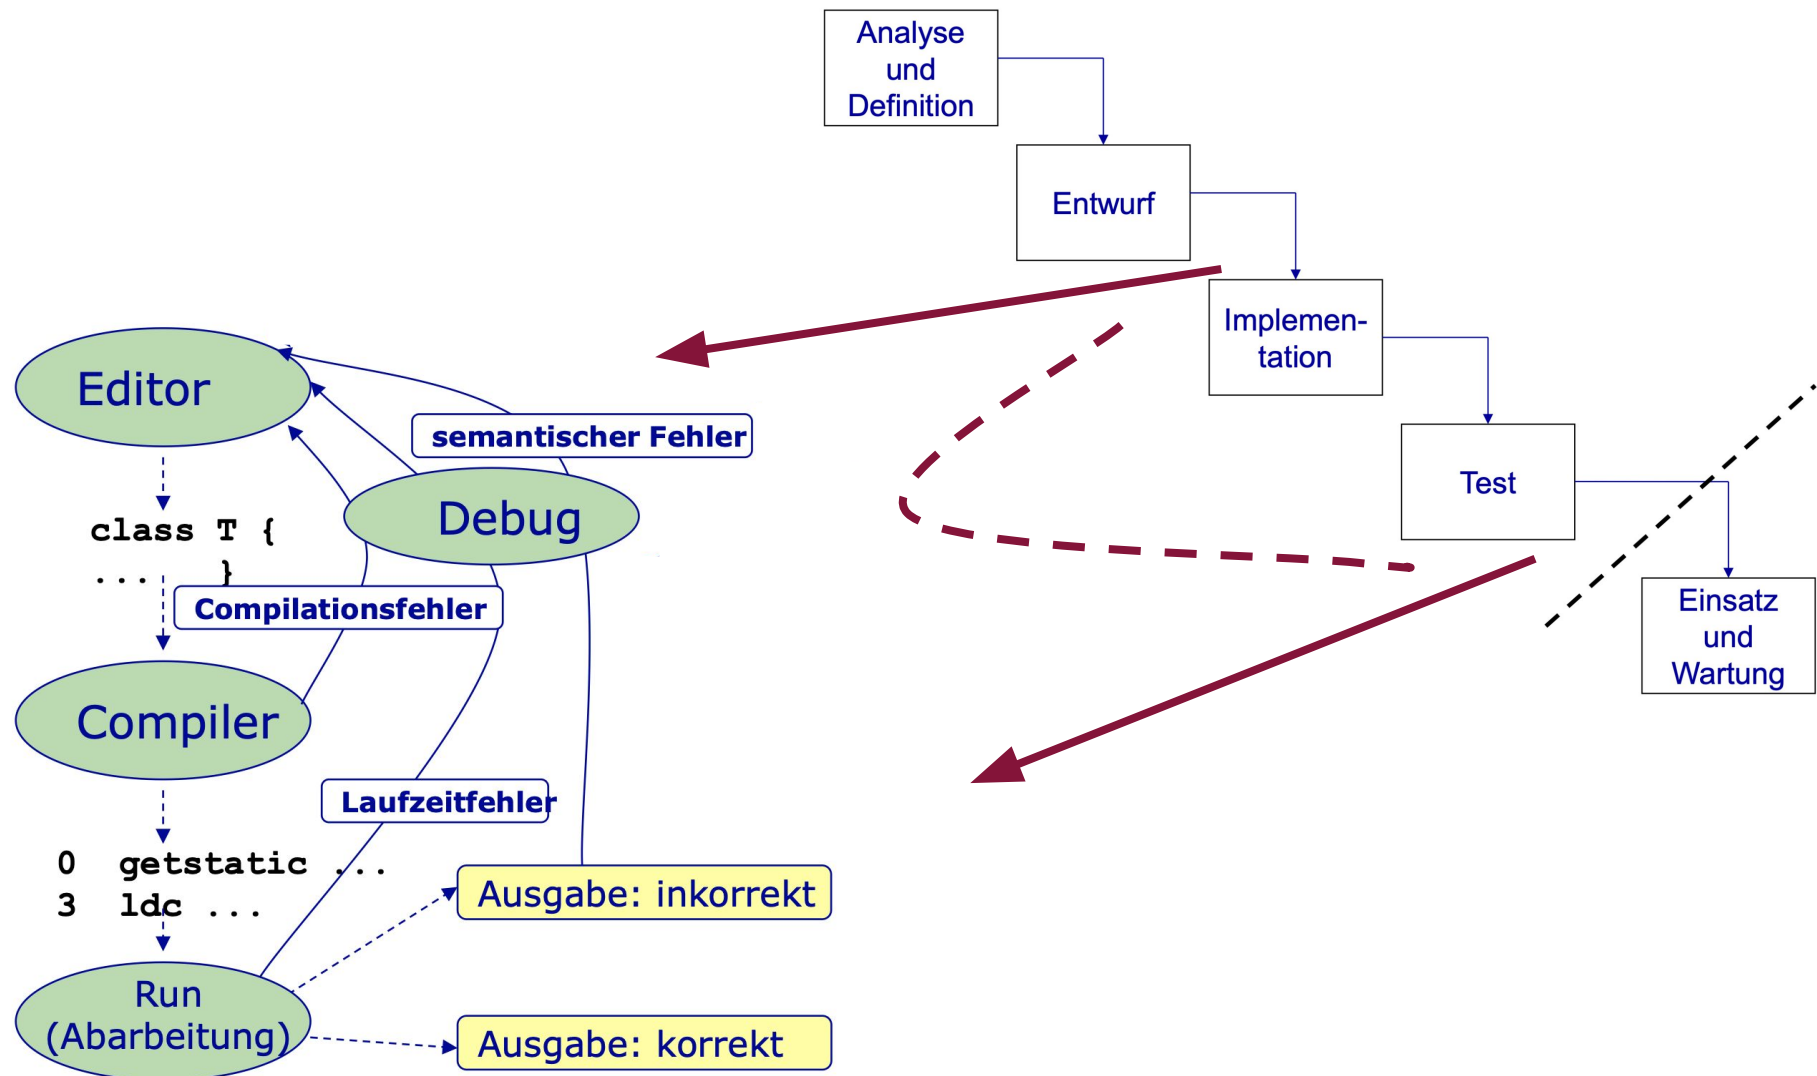 Analyse
und
Definition
Entwurf
Implemen-
tation
Test
Einsatz
und
Wartung
Editor
semantischer Fehler
Debug
class T {
... }
Compilationsfehler
Compiler
Laufzeitfehler
0 getstatic ...
3 ldc ...
Ausgabe: inkorrekt
Run
(Abarbeitung)
Ausgabe: korrekt